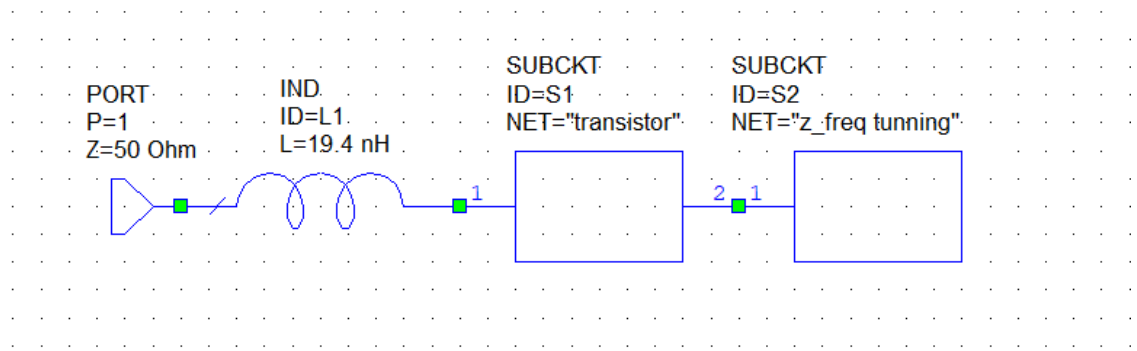 PORT
P=1
Z=50 Ohm
IND
ID=L1
L=19.4 nH
SUBCKT
ID=S1
NET="transistor"
SUBCKT
ID=S2
NET="z_freq tunning"
1
2
1